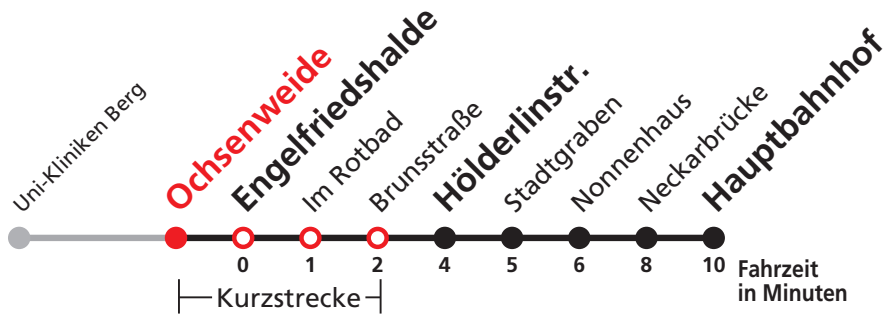 Uni-Kliniken Berg
Ochsenweide
Engelfriedshalde
Im Rotbad
Brunsstraße
Hölderlinstr.
Stadtgraben
Nonnenhaus
Neckarbrücke
Hauptbahnhof
0 1 2 4 5 6 8 10
Fahrzeit
in Minuten
Kurzstrecke